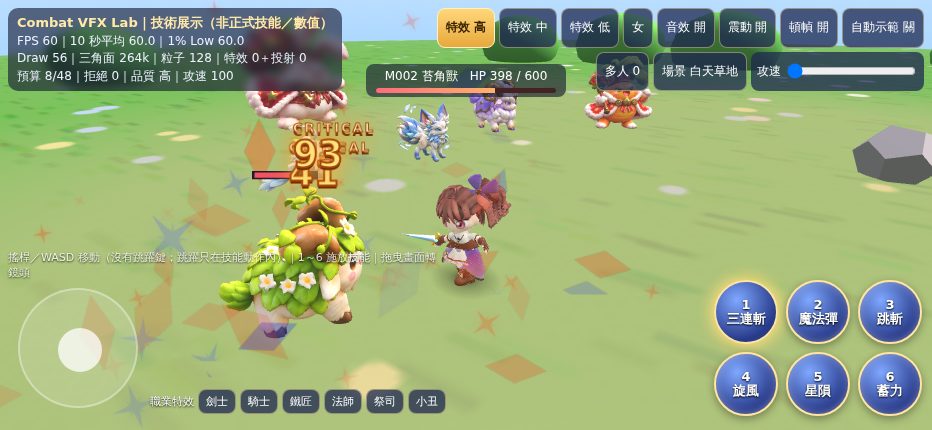 Combat VFX Lab｜技術展示（非正式技能／數值）
FPS 60｜10 秒平均 60.0｜1% Low 60.0
Draw 56｜三角面 264k｜粒子 128｜特效 0＋投射 0
預算 8/48｜拒絕 0｜品質 高｜攻速 100
特效 高
特效 中
特效 低
女
音效 開
震動 開
頓幀 開
自動示範 關
多人 0
場景 白天草地
攻速
M002 苔角獸 HP 398 / 600
CRITICAL
93
41
搖桿／WASD 移動（沒有跳躍鍵；跳躍只在技能動作內）｜1～6 施放技能｜拖曳畫面轉
鏡頭
1
三連斬
2
魔法彈
3
跳斬
4
旋風
5
星隕
6
蓄力
職業特效
劍士
騎士
鐵匠
法師
祭司
小丑